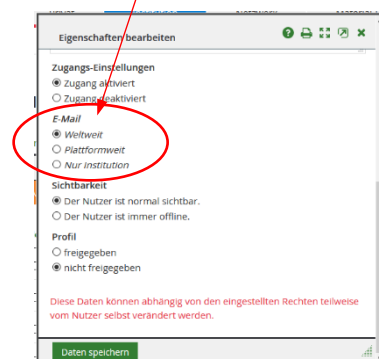 Eigenschaften bearbeiten
Zugangs-Einstellungen
Zugang aktiviert
Zugang deaktiviert
E-Mail
Weltweit
Plattformweit
Nur Institution
Sichtbarkeit
Der Nutzer ist normal sichtbar.
Der Nutzer ist immer offline.
Profil
freigegeben
nicht freigegeben
Diese Daten können abhängig von den eingestellten Rechten teilweise
vom Nutzer selbst verändert werden.
Daten speichern